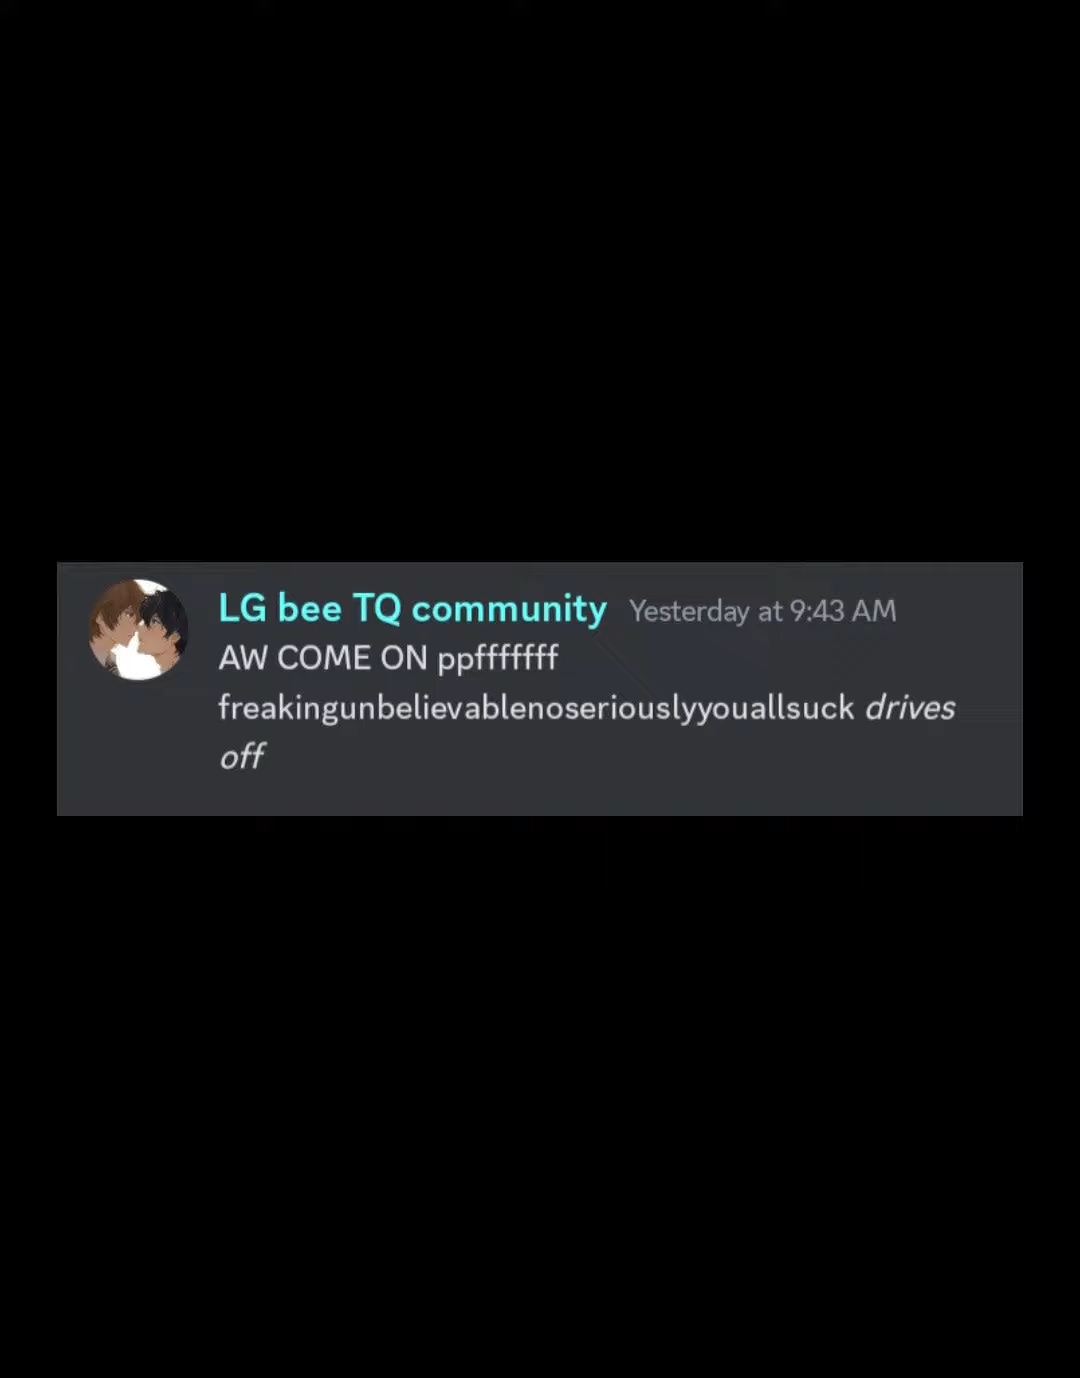 LG bee TQ community Yesterday at 9:43 AM
AW COME ON ppfffffff
freakingunbelievablenoseriouslyyouallsuck drives
off